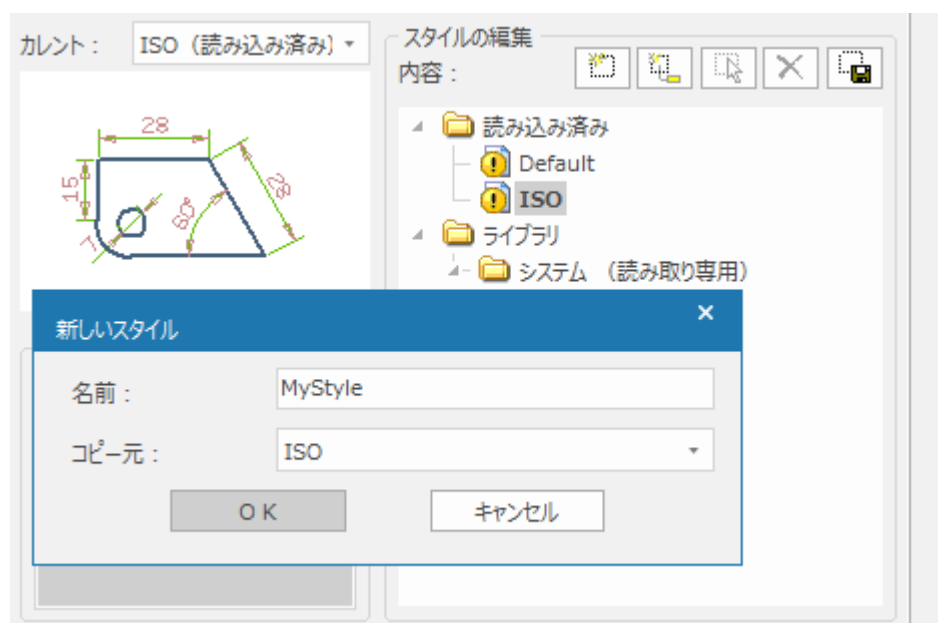 カレント：
ISO（読み込み済み）
28
15
7
80°
32
スタイルの編集
内容：
読み込み済み
Default
ISO
ライブラリ
システム （読み取り専用）
新しいスタイル
名前：
MyStyle
コピー元：
ISO
OK
キャンセル